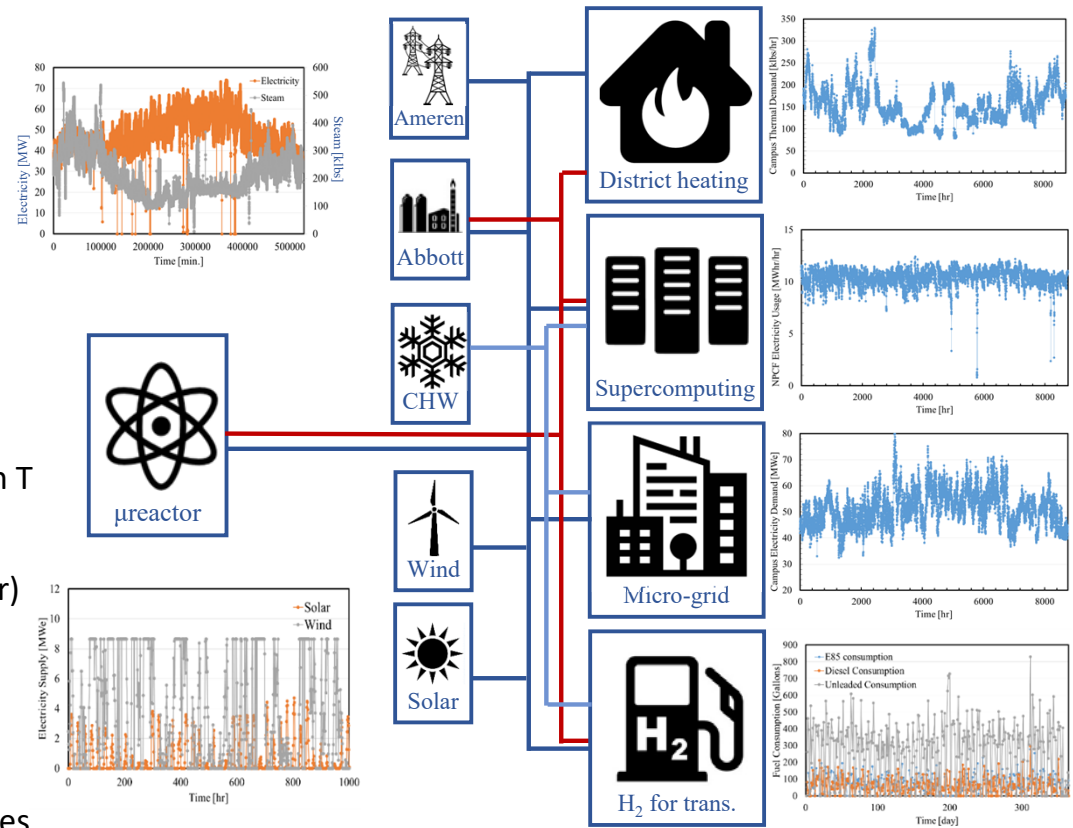 80
70
60
50
40
30
20
10
0
600
500
400
300
200
100
0
Electricity
Steam
Electricity [MW]
Steam [klbs]
0
100000
200000
300000
400000
500000
Time [min.]
Ameren
Abbott
CHW
μreactor
Wind
Solar
District heating
Supercomputing
Micro-grid
H2 for trans.
H2
350
300
250
200
150
100
50
0
Campus Thermal Demand [klbs/hr]
0
2000
4000
6000
8000
Time [hr]
15
10
5
0
NPCF Electricity Usage [MWhr/hr]
0
2000
4000
6000
8000
Time [hr]
80
70
60
50
40
30
20
Campus Electricity Demand [MWe]
0
2000
4000
6000
8000
Time [hr]
n T
r)
es
12
10
8
6
4
2
0
Solar
Wind
Electricity Supply [MWe]
0
200
400
600
800
1000
Time [hr]
900
800
700
600
500
400
300
200
100
0
E85 consumption
Diesel Consumption
Unleaded Consumption
Fuel Consumption [Gallons]
0
100
200
300
Time [day]